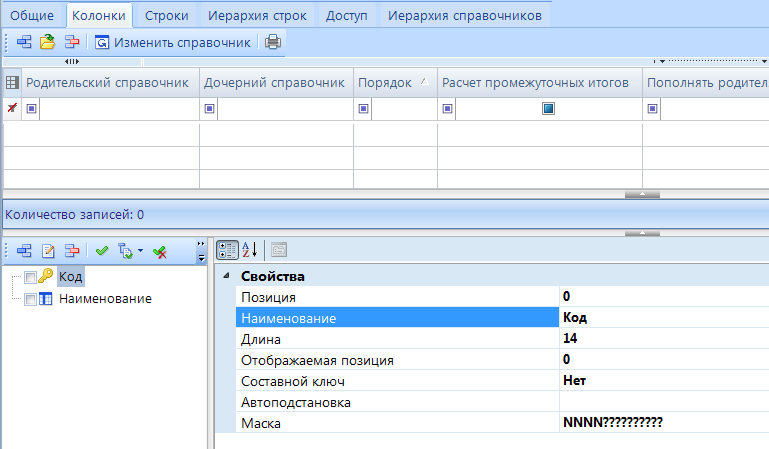 Общие Колонки Строки Иерархия строк Доступ Иерархия справочников
Изменить справочник
Родительский справочник Дочерний справочник Порядок Расчет промежуточных итогов Пополнять родител
Количество записей: 0
Код
Наименование
Свойства
Позиция 0
Наименование Код
Длина 14
Отображаемая позиция 0
Составной ключ Нет
Автоподстановка
Маска NNNN??????????